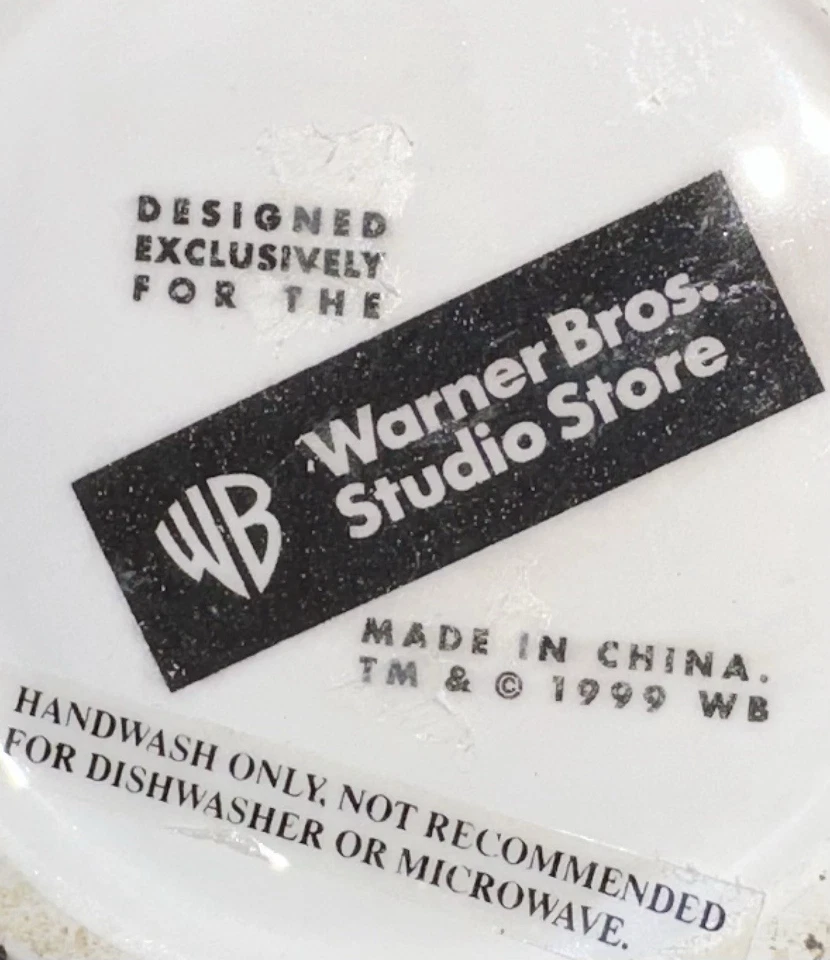 DESIGNED
EXCLUSIVELY
FOR THE
WB
Warner Bros.
Studio Store
MADE IN CHINA.
TM & © 1999 WB
HANDWASH ONLY, NOT RECOMMENDED
FOR DISHWASHER OR MICROWAVE.